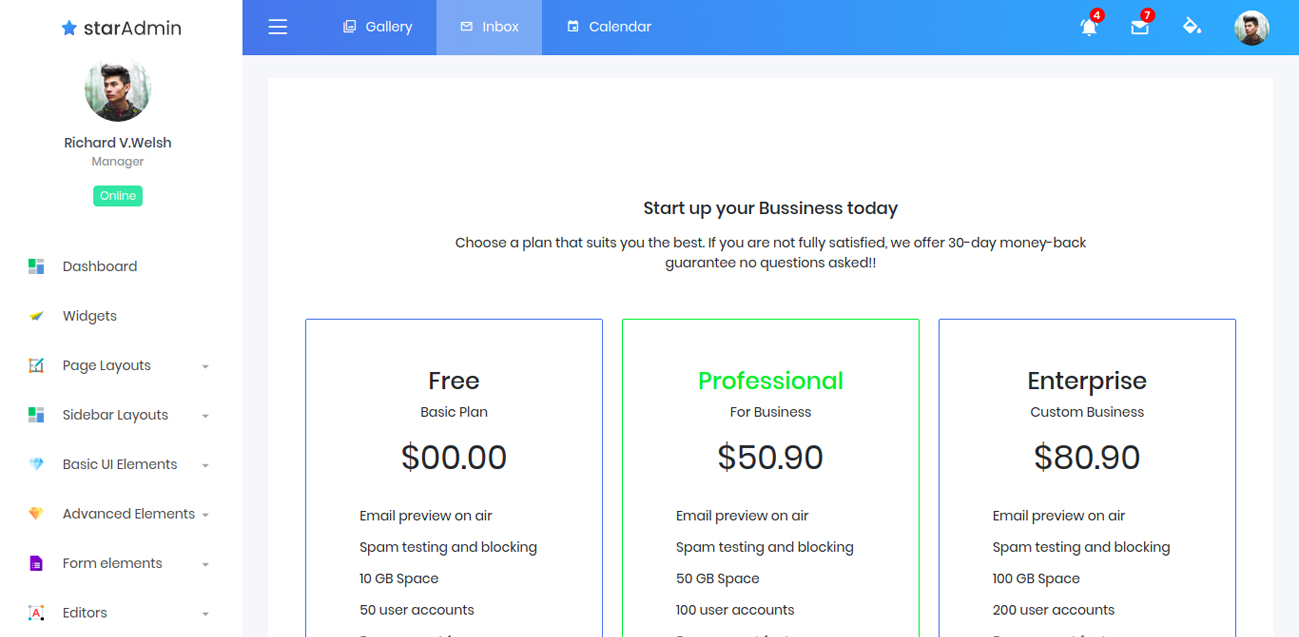 starAdmin
Gallery
Inbox
Calendar
4
7
Richard V.Welsh
Manager
Online
Dashboard
Widgets
Page Layouts
Sidebar Layouts
Basic UI Elements
Advanced Elements
Form elements
Editors
Start up your Bussiness today
Choose a plan that suits you the best. If you are not fully satisfied, we offer 30-day money-back
guarantee no questions asked!!
Free
Basic Plan
$00.00
Email preview on air
Spam testing and blocking
10 GB Space
50 user accounts
Professional
For Business
$50.90
Email preview on air
Spam testing and blocking
50 GB Space
100 user accounts
Enterprise
Custom Business
$80.90
Email preview on air
Spam testing and blocking
100 GB Space
200 user accounts